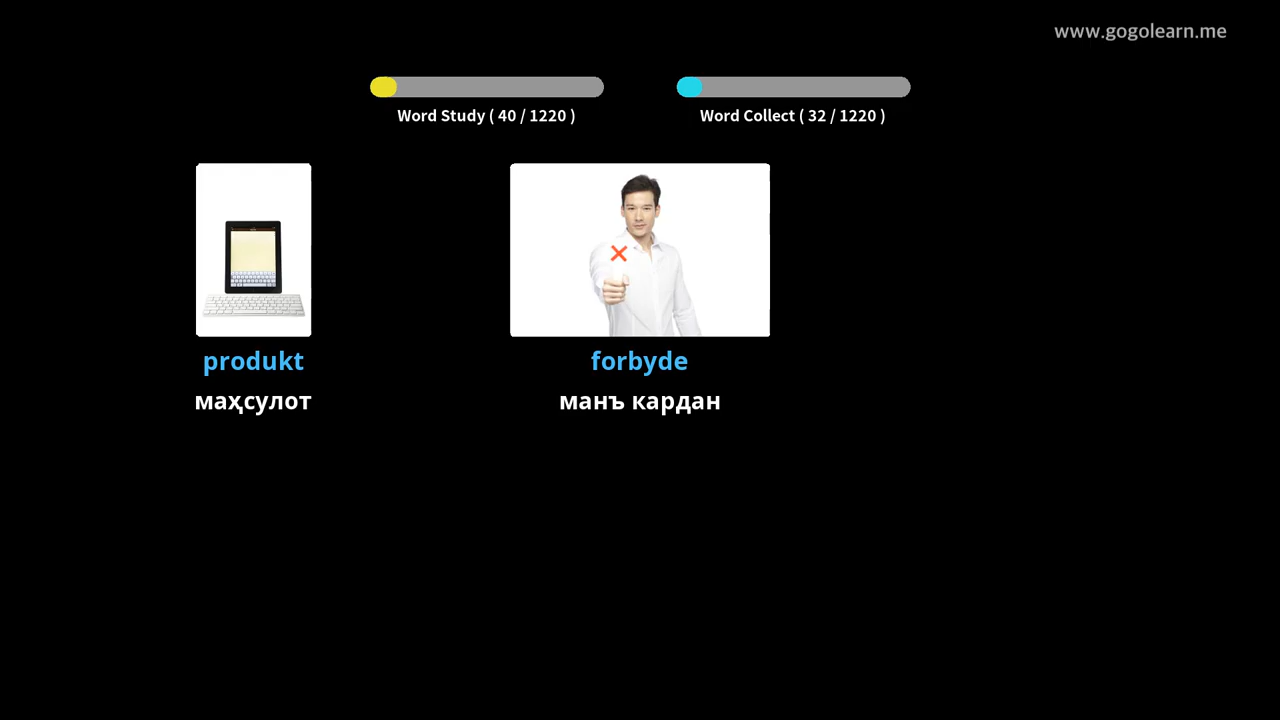 www.gogolearn.me
Word Study ( 40 / 1220 )
Word Collect ( 32 / 1220 )
produkt
маҳсулот
forbyde
манъ кардан